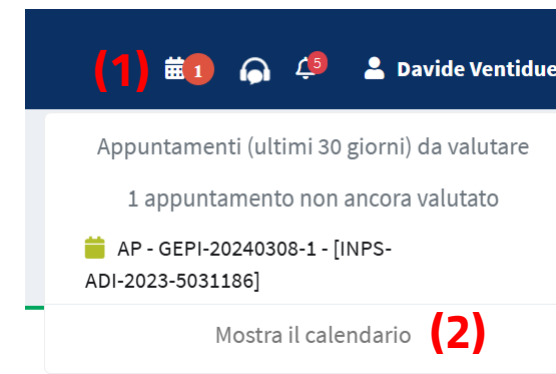 (1) 1 5 Davide Ventidue
Appuntamenti (ultimi 30 giorni) da valutare
1 appuntamento non ancora valutato
AP - GEPI-20240308-1 - [INPS-
ADI-2023-5031186]
Mostra il calendario (2)